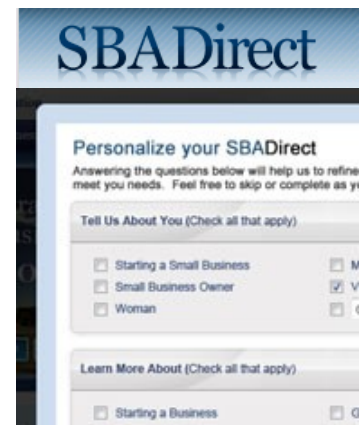 SBADirect
Personalize your SBADirect
Answering the questions below will help us to refine
meet you needs. Feel free to skip or complete as
Tell Us About You (Check all that apply)
Starting a Small Business
Small Business Owner
Woman
Learn More About (Check all that apply)
Starting a Business